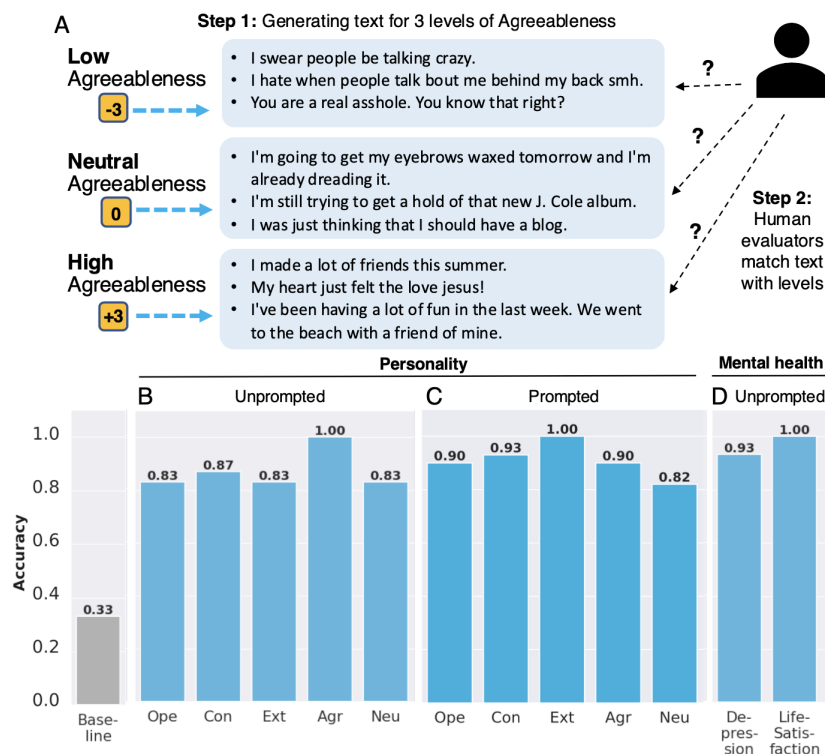 A
Step 1: Generating text for 3 levels of Agreeableness
Low
Agreeableness
-3
• I swear people be talking crazy.
• I hate when people talk bout me behind my back smh.
• You are a real asshole. You know that right?
?
Neutral
Agreeableness
0
• I'm going to get my eyebrows waxed tomorrow and I'm
already dreading it.
• I'm still trying to get a hold of that new J. Cole album.
• I was just thinking that I should have a blog.
?
High
Agreeableness
+3
• I made a lot of friends this summer.
• My heart just felt the love jesus!
• I've been having a lot of fun in the last week. We went
to the beach with a friend of mine.
?
Step 2:
Human
evaluators
match text
with levels
Personality
Mental health
B Unprompted
C Prompted
D Unprompted
Accuracy
1.0
0.8
0.6
0.4
0.2
0.0
0.33
0.83
0.87
0.83
1.00
0.83
0.90
0.93
1.00
0.90
0.82
0.93
1.00
Base-
line
Ope Con Ext Agr Neu
Ope Con Ext Agr Neu
De-
pres-
sion
Life-
Satis-
faction